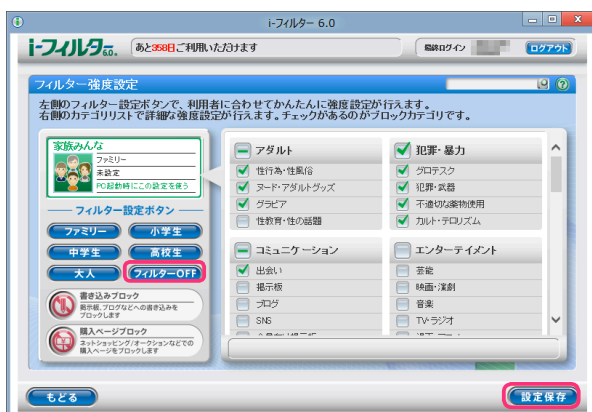 i-フィルター 6.0
i-フィルター6.0.
あと358日ご利用いただけます
最終ログイン
ログアウト
フィルター強度設定
左側のフィルター設定ボタンで、利用者に合わせてかんたんに強度設定が行えます。
右側のカテゴリリストで詳細な強度設定が行えます。チェックがあるのがブロックカテゴリです。
家族みんな
ファミリー
未設定
PC起動時にこの設定を使う
フィルター設定ボタン
ファミリー
小学生
中学生
高校生
大人
フィルターOFF
書き込みブロック
掲示板、ブログなどへの書き込みを
ブロックします
購入ページブロック
ネットショッピング/オークションなどでの
購入ページをブロックします
アダルト
性行為・性風俗
ヌード・アダルトグッズ
グラビア
性教育・性の話題
犯罪・暴力
グロテスク
犯罪・武器
不適切な薬物使用
カルト・テロリズム
コミュニケーション
出会い
掲示板
ブログ
SNS
エンターテイメント
芸能
映画・演劇
音楽
TV・ラジオ
もどる
設定保存